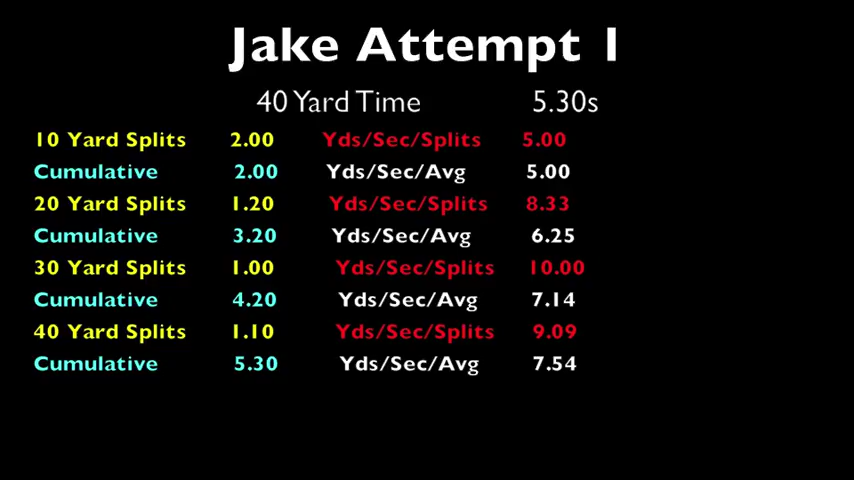 Jake Attempt 1
40 Yard Time 5.30s
10 Yard Splits 2.00 Yds/Sec/Splits 5.00
Cumulative 2.00 Yds/Sec/Avg 5.00
20 Yard Splits 1.20 Yds/Sec/Splits 8.33
Cumulative 3.20 Yds/Sec/Avg 6.25
30 Yard Splits 1.00 Yds/Sec/Splits 10.00
Cumulative 4.20 Yds/Sec/Avg 7.14
40 Yard Splits 1.10 Yds/Sec/Splits 9.09
Cumulative 5.30 Yds/Sec/Avg 7.54